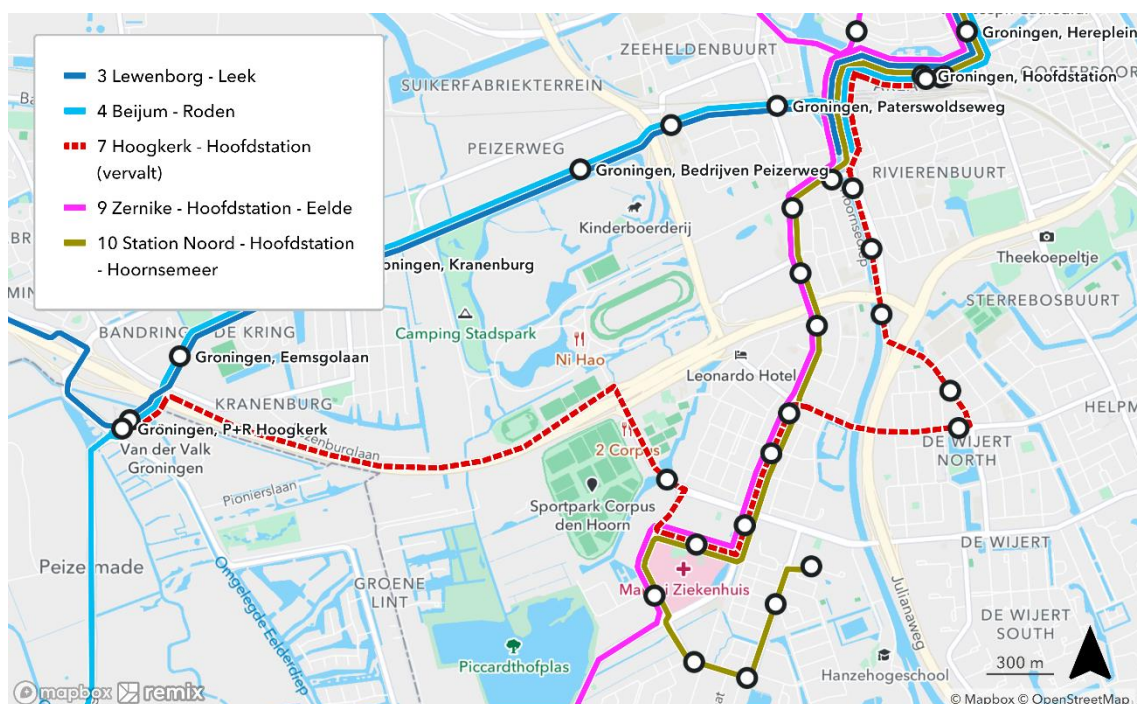 3 Lewenborg - Leek
4 Beijum - Roden
7 Hoogkerk - Hoofdstation
(vervalt)
9 Zernike - Hoofdstation - Eelde
10 Station Noord - Hoofdstation
- Hoornsemeer
Groningen, Hereplein
ZEEHELDENBUURT
OOSTERPOORT
Groningen, Hoofdstation
SUIKERFABRIEKTERREIN
Groningen, Paterswoldseweg
PEIZERWEG
Groningen, Bedrijven Peizerweg
RIVIERENBUURT
Kinderboerderij
Theekoepeltje
oningen, Kranenburg
STERREBOSBUURT
BANDRING
DE KRING
Camping Stadspark
Ni Hao
Groningen, Eemsgolaan
Leonardo Hotel
KRANENBURG
HELPM
Groningen, P+R Hoogkerk
Van der Valk
Groningen
2 Corpus
DE WIJERT
NORTH
Pionierslaan
Sportpark Corpus
den Hoorn
DE WIJERT
Peizermade
Omgelegde Eelderdiep
GROENE
LINT
Ziekenhuis
Julianaweg
DE WIJERT
SOUTH
Piccardthofplas
Hanzehogeschool
300 m
mapbox remix
© Mapbox © OpenStreetMap